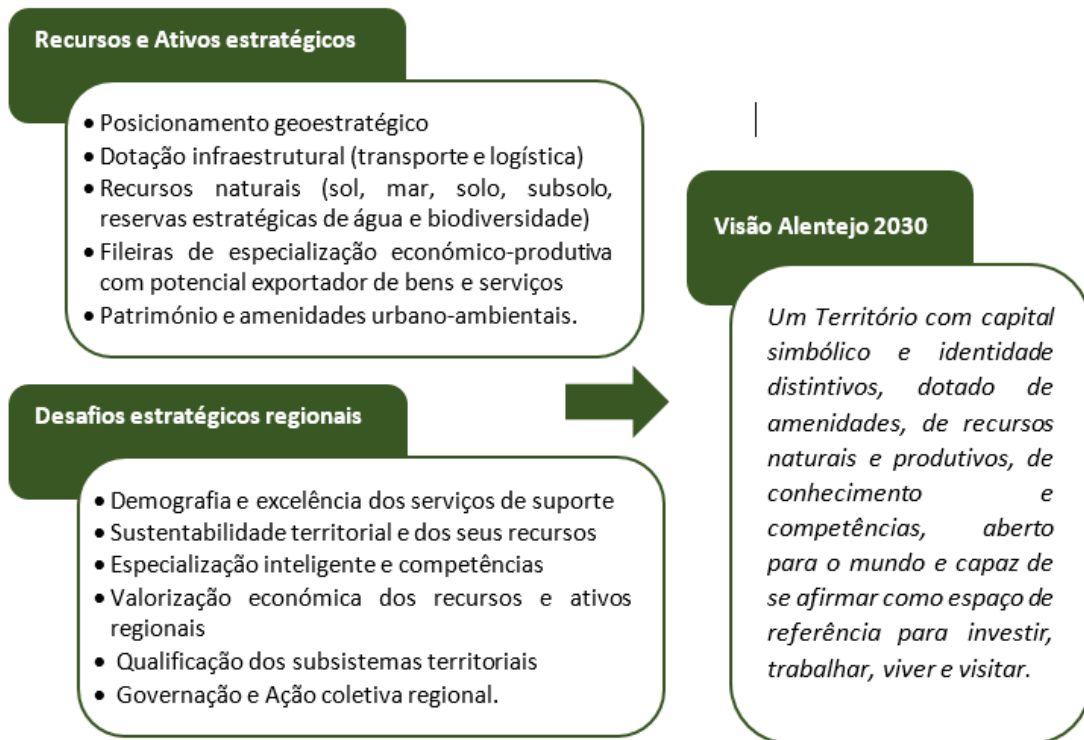 Recursos e Ativos estratégicos
• Posicionamento geoestratégico
• Dotação infraestrutural (transporte e logística)
• Recursos naturais (sol, mar, solo, subsolo,
reservas estratégicas de água e biodiversidade)
• Fileiras de especialização económico-produtiva
com potencial exportador de bens e serviços
• Património e amenidades urbano-ambientais.
Desafios estratégicos regionais
• Demografia e excelência dos serviços de suporte
• Sustentabilidade territorial e dos seus recursos
• Especialização inteligente e competências
• Valorização económica dos recursos e ativos
regionais
• Qualificação dos subsistemas territoriais
• Governação e Ação coletiva regional.
Visão Alentejo 2030
Um Território com capital
simbólico e identidade
distintivos, dotado de
amenidades, de recursos
naturais e produtivos, de
conhecimento e
competências, aberto
para o mundo e capaz de
se afirmar como espaço de
referência para investir,
trabalhar, viver e visitar.